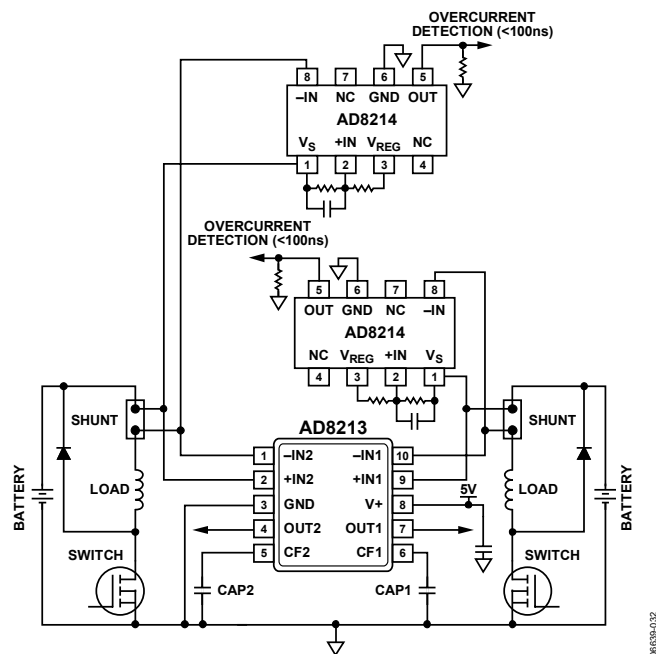 OVERCURRENT
DETECTION (<100ns)
8 7 6 5
–IN NC GND OUT
AD8214
VS +IN VREG NC
1 2 3 4
OVERCURRENT
DETECTION (<100ns)
5 6 7 8
OUT GND NC –IN
AD8214
NC VREG +IN VS
4 3 2 1
AD8213
SHUNT
SHUNT
1 –IN2 –IN1 10
2 +IN2 +IN1 9
LOAD
5V
LOAD
BATTERY
3 GND V+ 8
BATTERY
4 OUT2 OUT1 7
SWITCH
5 CF2 CF1 6
SWITCH
CAP2
CAP1
06639-032